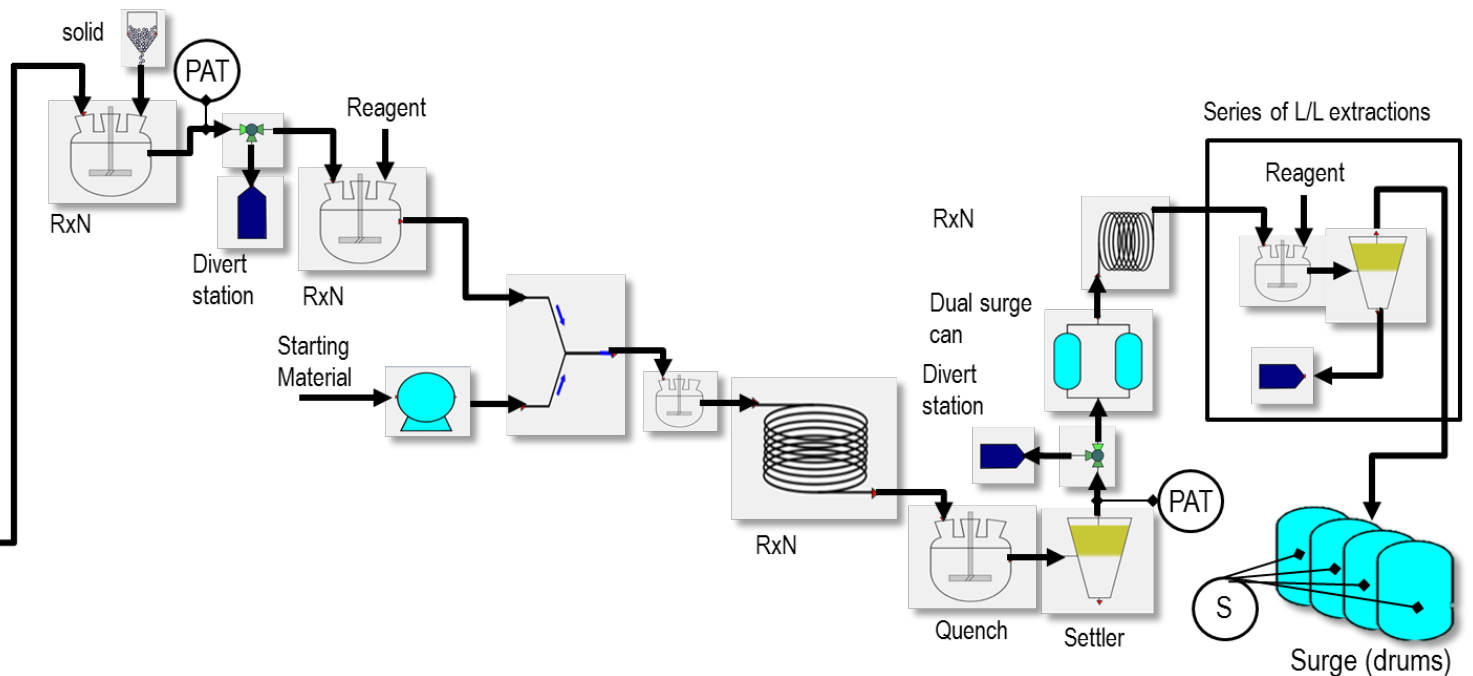 solid
PAT
RxN
Divert
station
Reagent
RxN
Starting
Material
RxN
Quench
Settler
PAT
Divert
station
Dual surge
can
RxN
Series of L/L extractions
Reagent
S
Surge (drums)